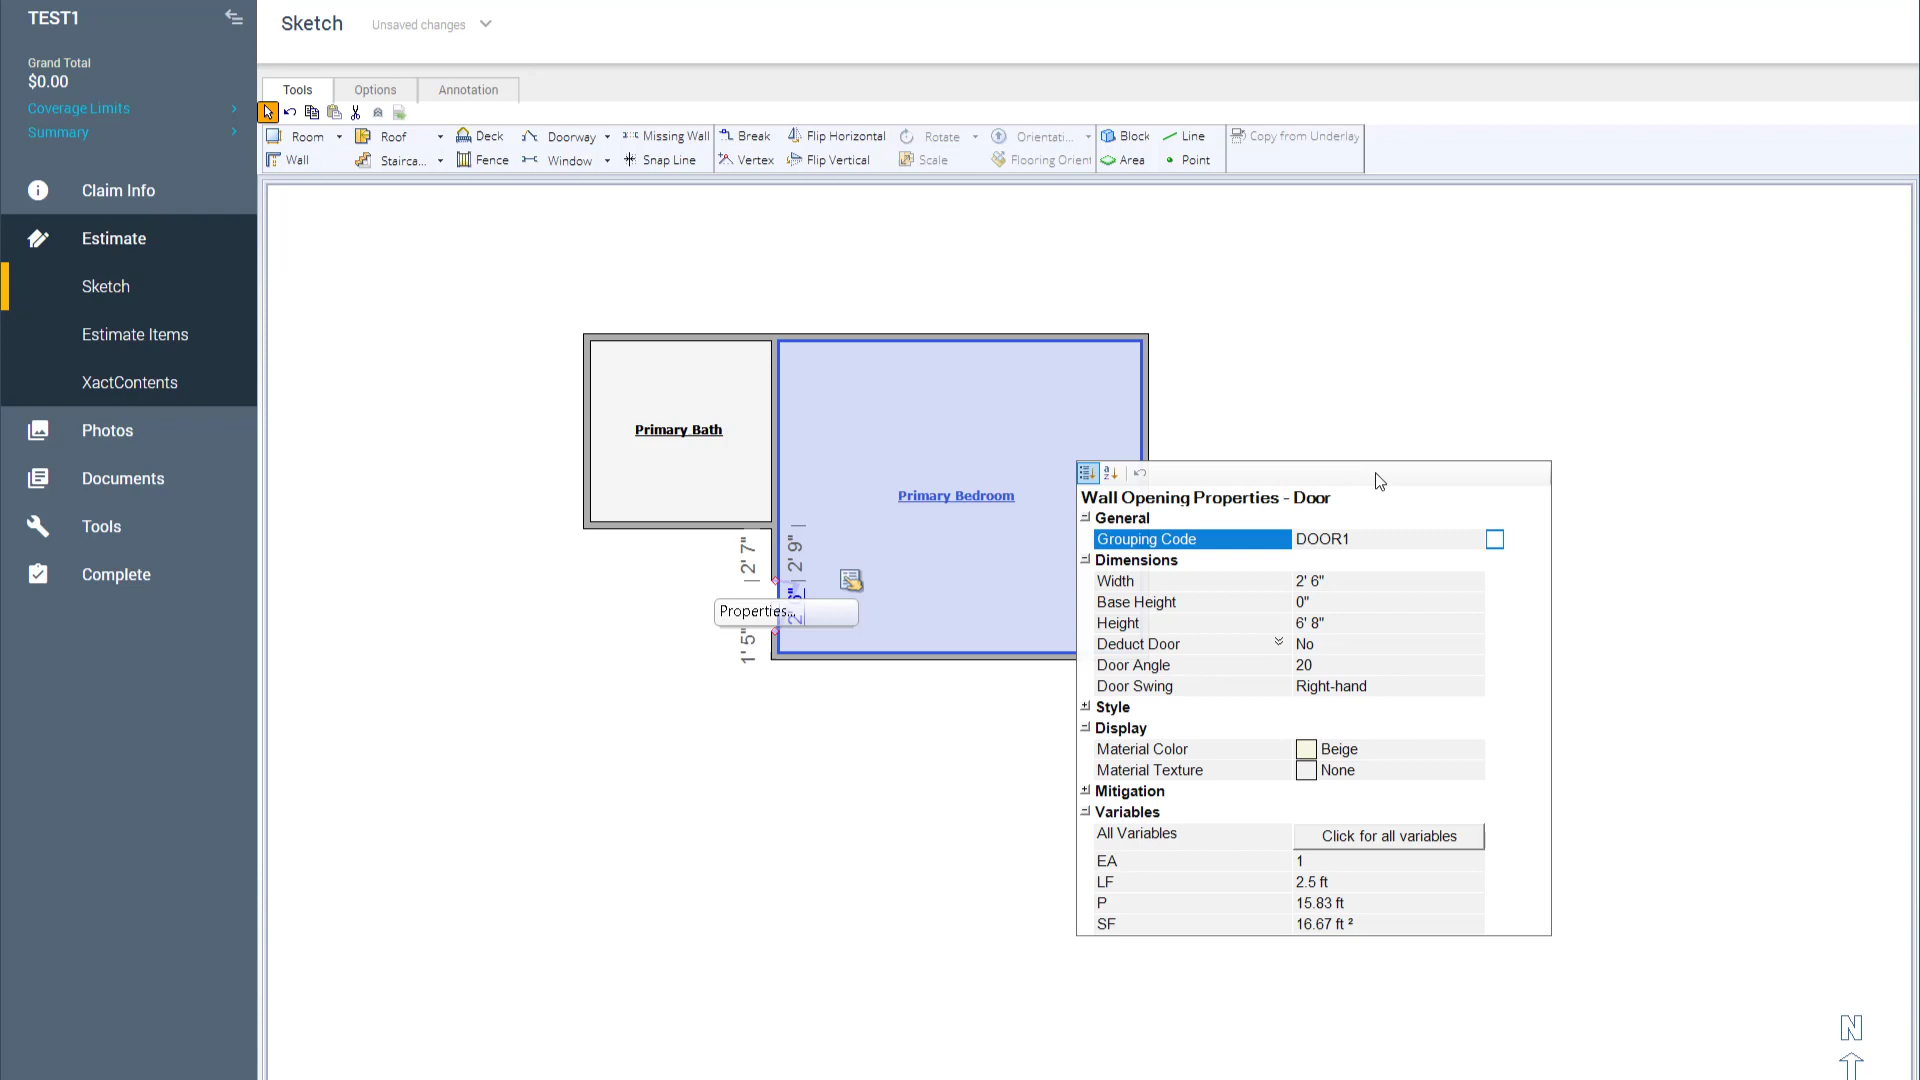 TEST1
Grand Total
$0.00
Coverage Limits
Summary
Claim Info
Estimate
Sketch
Estimate Items
XactContents
Photos
Documents
Tools
Complete
Sketch Unsaved changes
Tools Options Annotation
Room Roof Deck Doorway Missing Wall Break Flip Horizontal Rotate Orientati... Block Line Copy from Underlay
Wall Stairca... Fence Window Snap Line Vertex Flip Vertical Scale Flooring Orient Area Point
Primary Bath
Primary Bedroom
2' 7"
2' 9"
Properties...
1' 5"
Wall Opening Properties - Door
General
Grouping Code DOOR1
Dimensions
Width 2' 6"
Base Height 0"
Height 6' 8"
Deduct Door No
Door Angle 20
Door Swing Right-hand
Style
Display
Material Color Beige
Material Texture None
Mitigation
Variables
All Variables Click for all variables
EA 1
LF 2.5 ft
P 15.83 ft
SF 16.67 ft ²
N